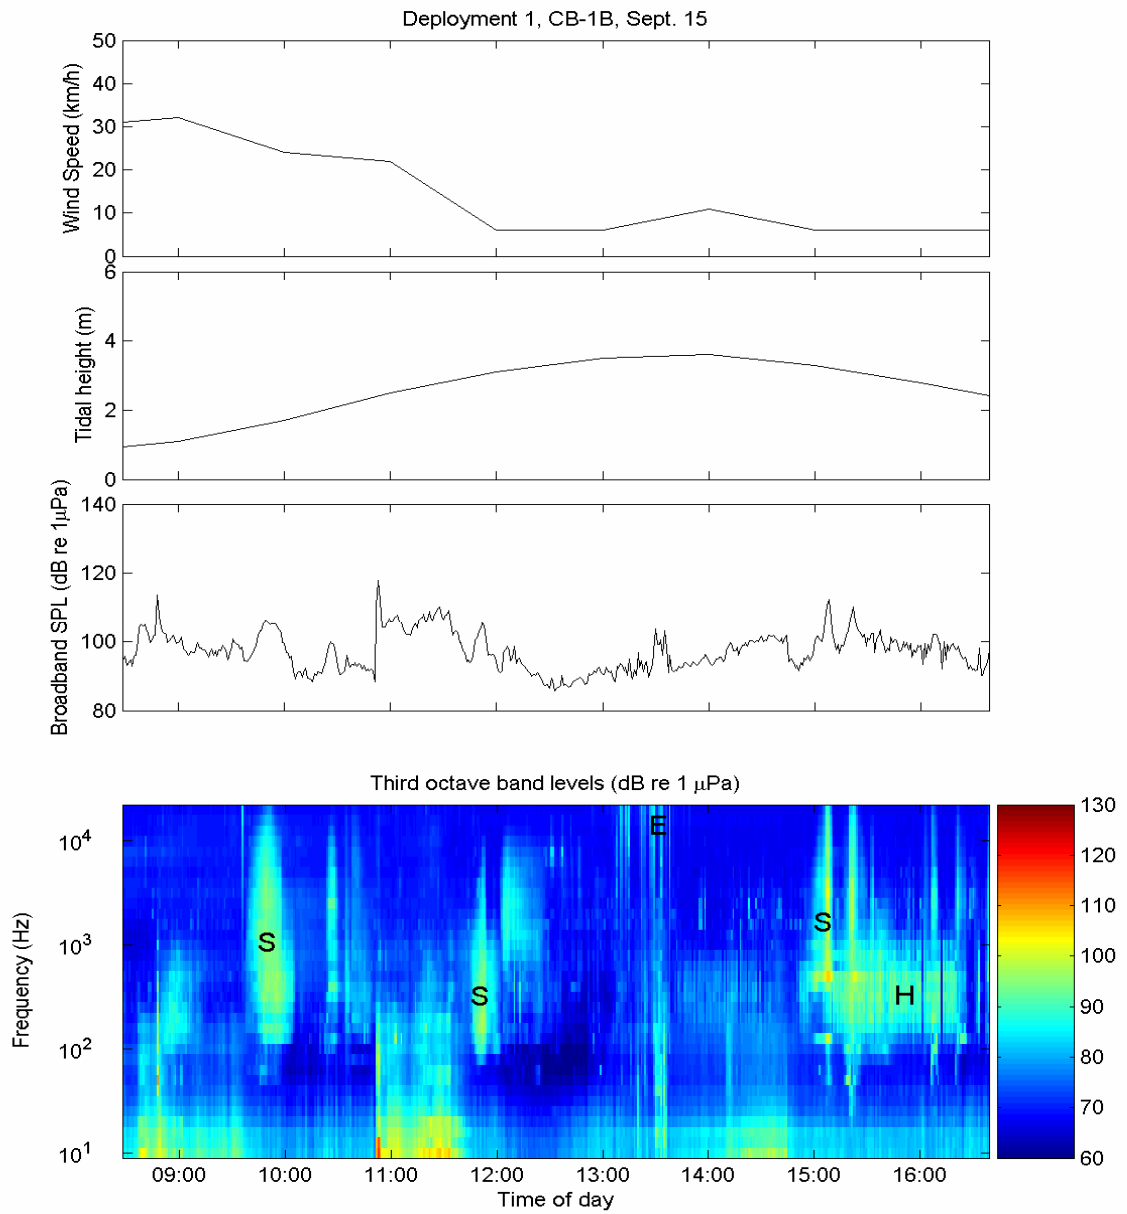 Deployment 1, CB-1B, Sept. 15
Wind Speed (km/h)
50
40
30
20
10
0
Tidal height (m)
6
4
2
0
Broadband SPL (dB re 1μPa)
140
120
100
80
Third octave band levels (dB re 1 μPa)
Frequency (Hz)
10⁴
10³
10²
10¹
S
S
E
S
H
130
120
110
100
90
80
70
60
09:00 10:00 11:00 12:00 13:00 14:00 15:00 16:00
Time of day